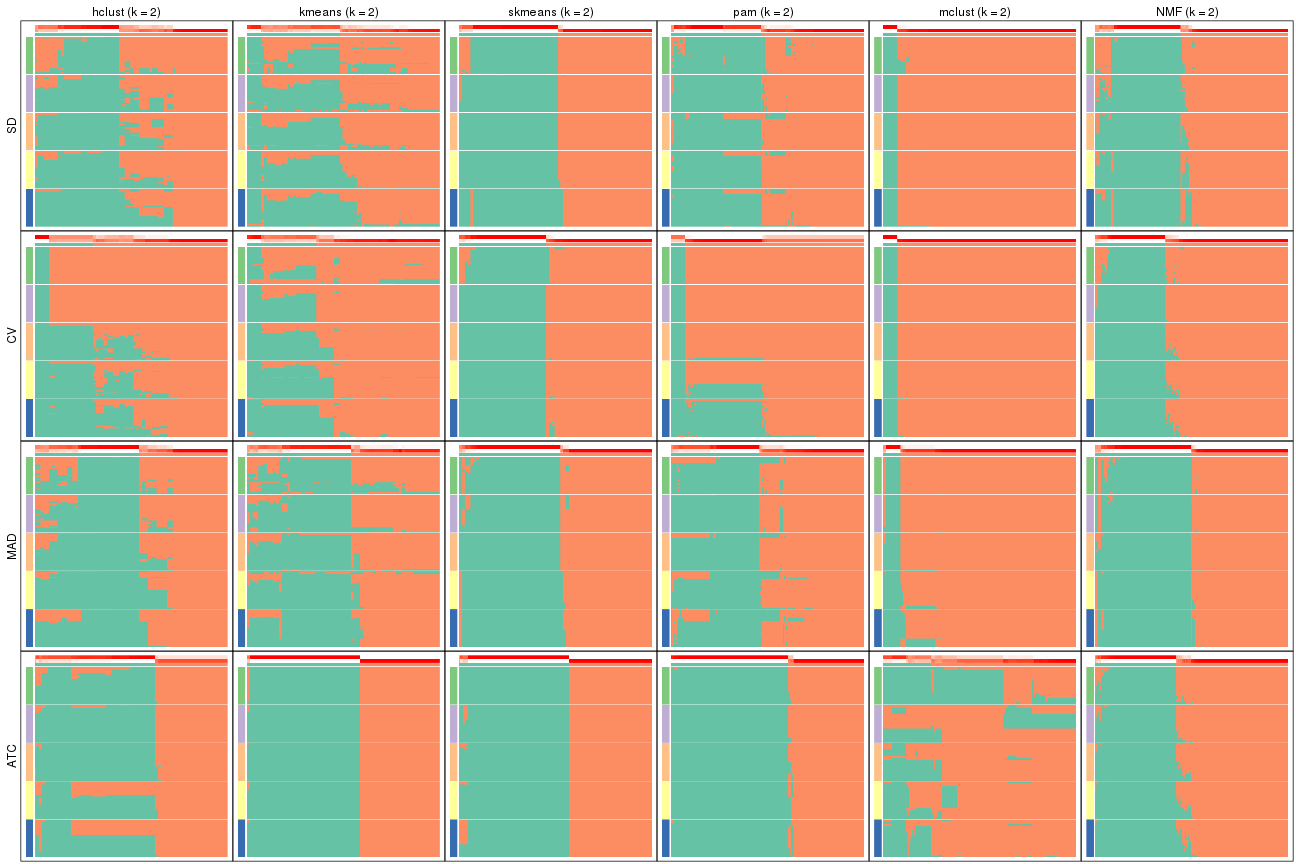 hclust (k = 2)
kmeans (k = 2)
skmeans (k = 2)
pam (k = 2)
mclust (k = 2)
NMF (k = 2)
SD
CV
MAD
ATC